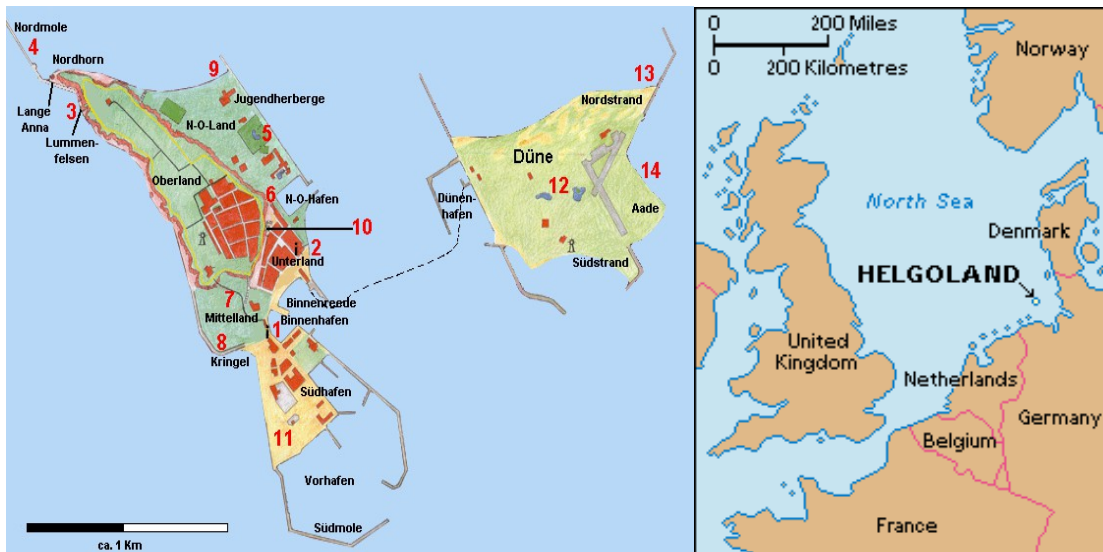 Nordmole
4
Nordhorn
9
13
Lange
Anna
3
Jugendherberge
Nordstrand
Lummen-
felsen
N-O-Land
5
Düne
14
Oberland
12
6
N-O-Hafen
Dünen-
hafen
Aade
10
2
i
Unterland
Südstrand
7
Binnenreede
Mittelland
Binnenhafen
i
1
8
Kringel
Südhafen
11
Vorhafen
Südmole
ca. 1 Km
0 200 Miles
0 200 Kilometres
Norway
North Sea
Denmark
HELGOLAND
United
Kingdom
Netherlands
Germany
Belgium
France